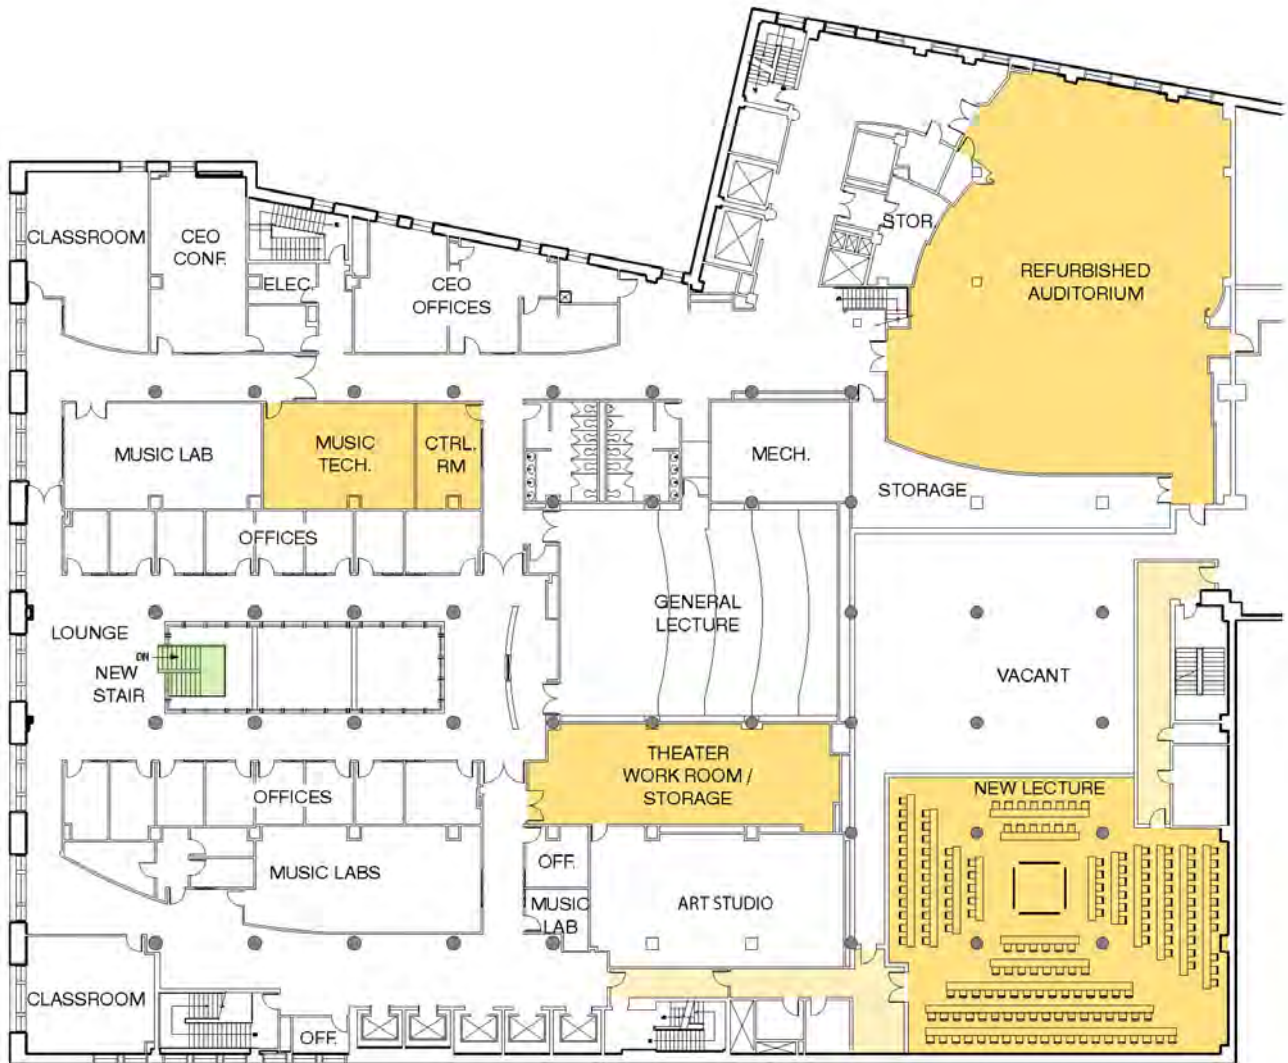 CLASSROOM
CEO
CONF.
ELEC.
CEO
OFFICES
STOR.
REFURBISHED
AUDITORIUM
MUSIC LAB
MUSIC
TECH.
CTRL.
RM
MECH.
STORAGE
OFFICES
GENERAL
LECTURE
LOUNGE
DN
NEW
STAIR
VACANT
THEATER
WORK ROOM /
STORAGE
NEW LECTURE
OFFICES
MUSIC LABS
OFF.
MUSIC
LAB
ART STUDIO
CLASSROOM
OFF.